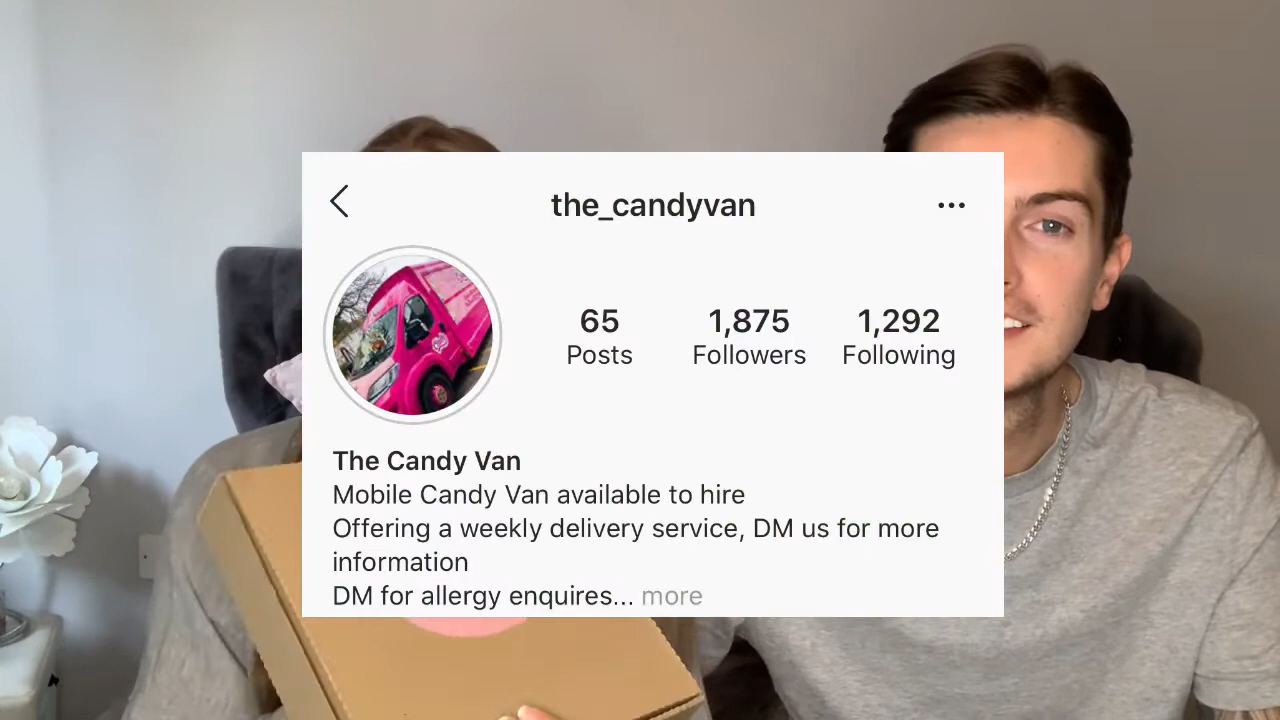 the_candyvan
65 1,875 1,292
Posts Followers Following
The Candy Van
Mobile Candy Van available to hire
Offering a weekly delivery service, DM us for more
information
DM for allergy enquires... more